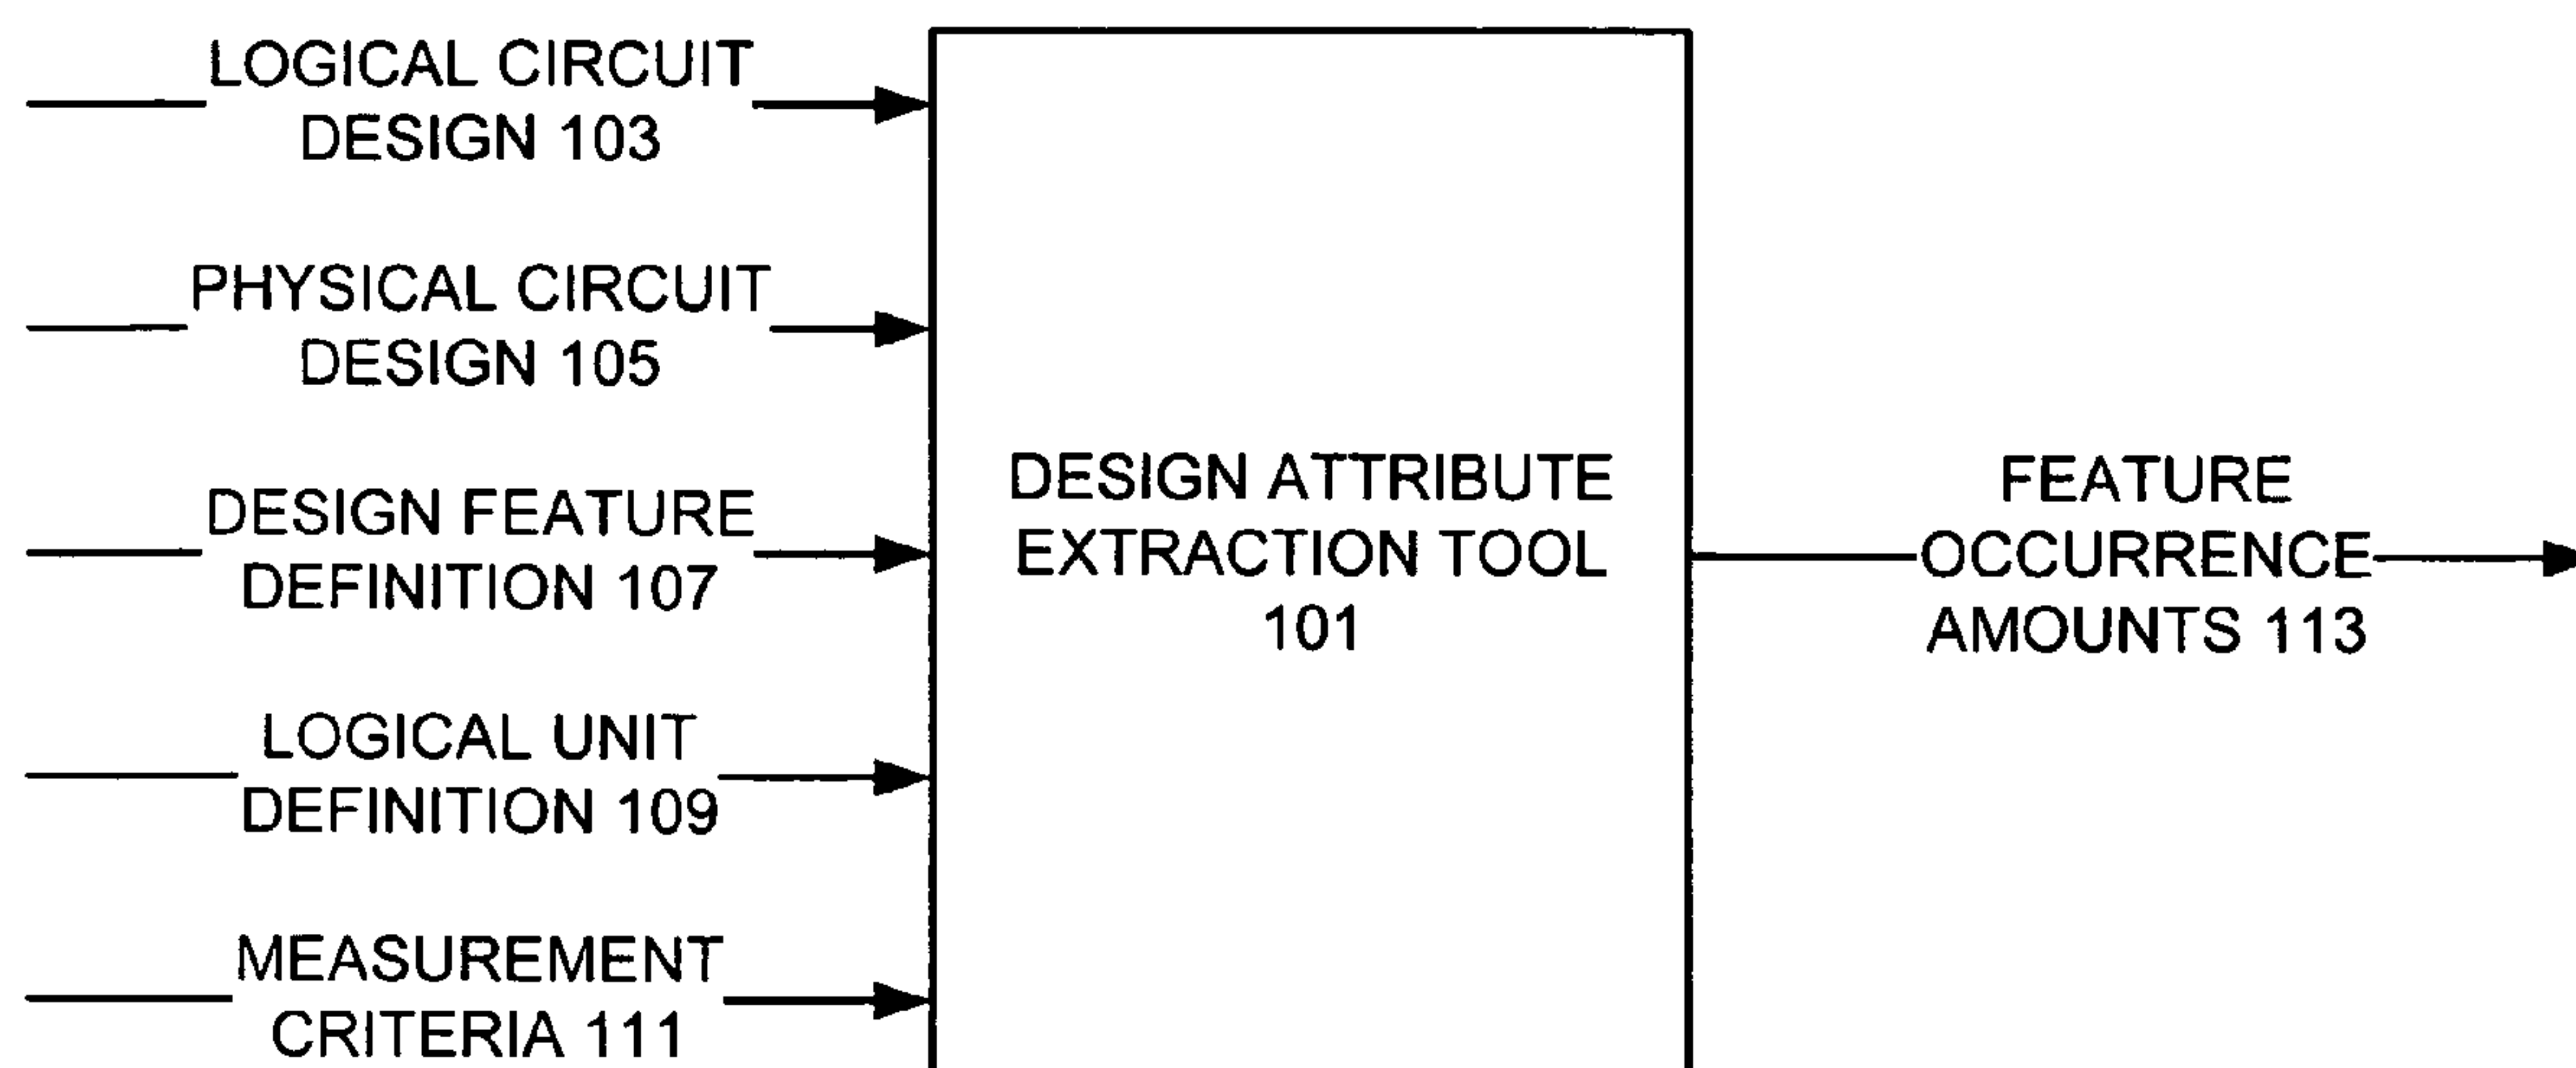 LOGICAL CIRCUIT
DESIGN 103
PHYSICAL CIRCUIT
DESIGN 105
DESIGN FEATURE
DEFINITION 107
LOGICAL UNIT
DEFINITION 109
MEASUREMENT
CRITERIA 111
DESIGN ATTRIBUTE
EXTRACTION TOOL
101
FEATURE
OCCURRENCE
AMOUNTS 113